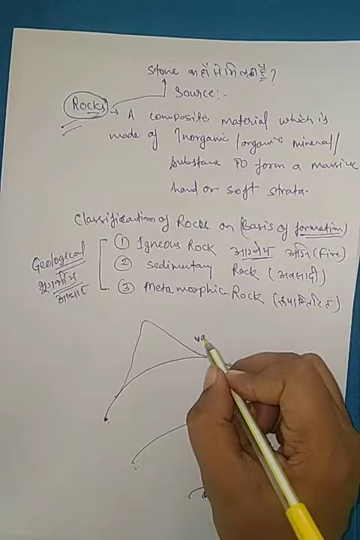 Stone कहाँ से मिलती है ?
Source :-
Rocks → A composite material which is
made of Inorganic / organic mineral/
substance TO form a massive
hard or soft strata.
Classification of Rocks on Basis of formation
Geological ① Igneous Rock आग्नेय अग्नि (fire)
② Sedimentary Rock (अवसादी)
आधार ③ Metamorphic Rock